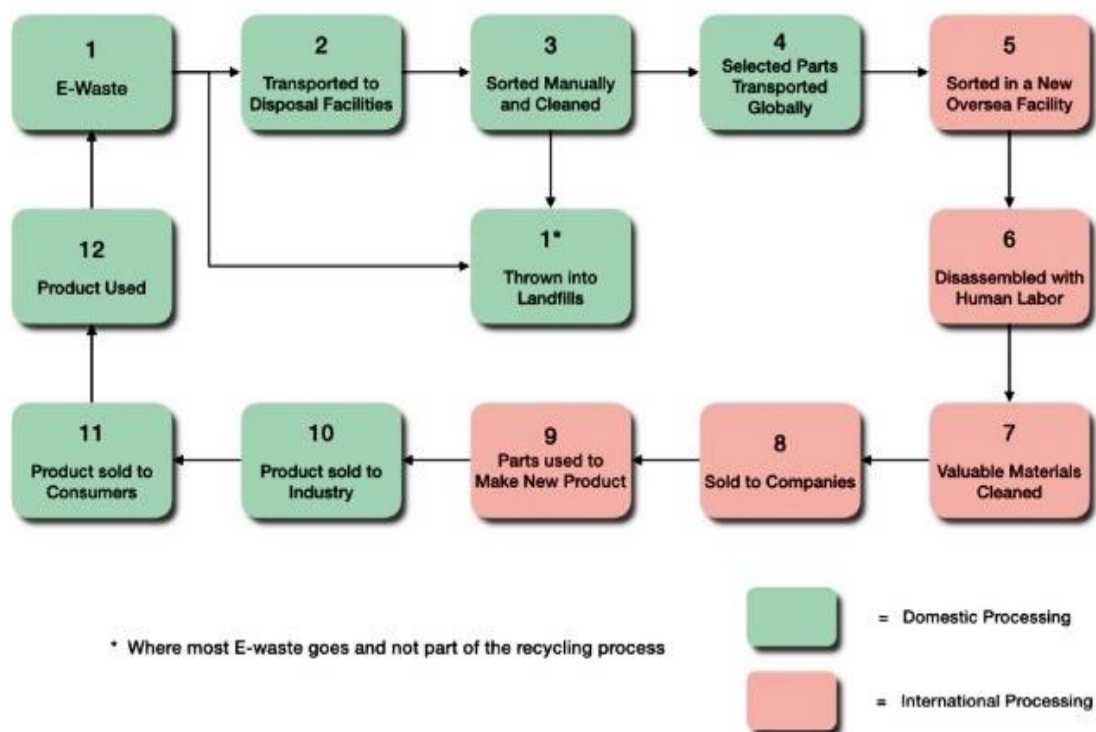 1
E-Waste
2
Transported to
Disposal Facilities
3
Sorted Manually
and Cleaned
4
Selected Parts
Transported
Globally
5
Sorted in a New
Oversea Facility
12
Product Used
1*
Thrown into
Landfills
6
Disassembled with
Human Labor
11
Product sold to
Consumers
10
Product sold to
Industry
9
Parts used to
Make New Product
8
Sold to Companies
7
Valuable Materials
Cleaned
* Where most E-waste goes and not part of the recycling process
= Domestic Processing
= International Processing